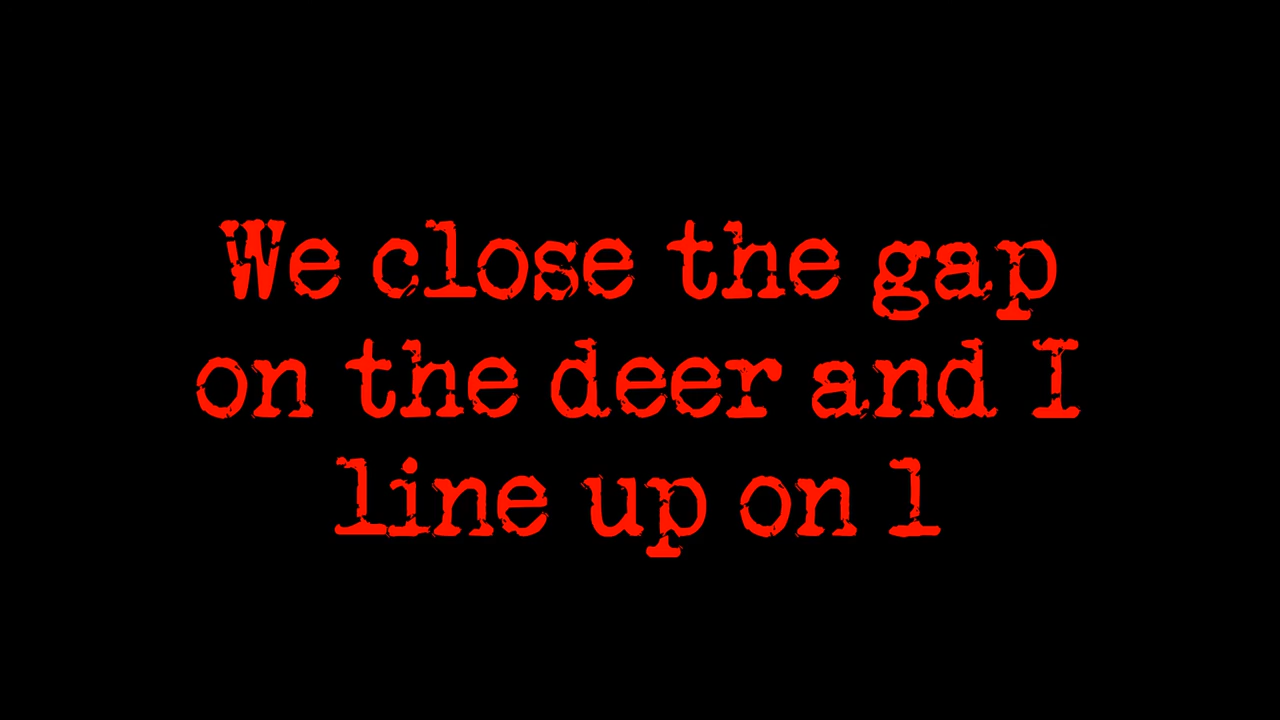 We close the gap
on the deer and I
line up on 1